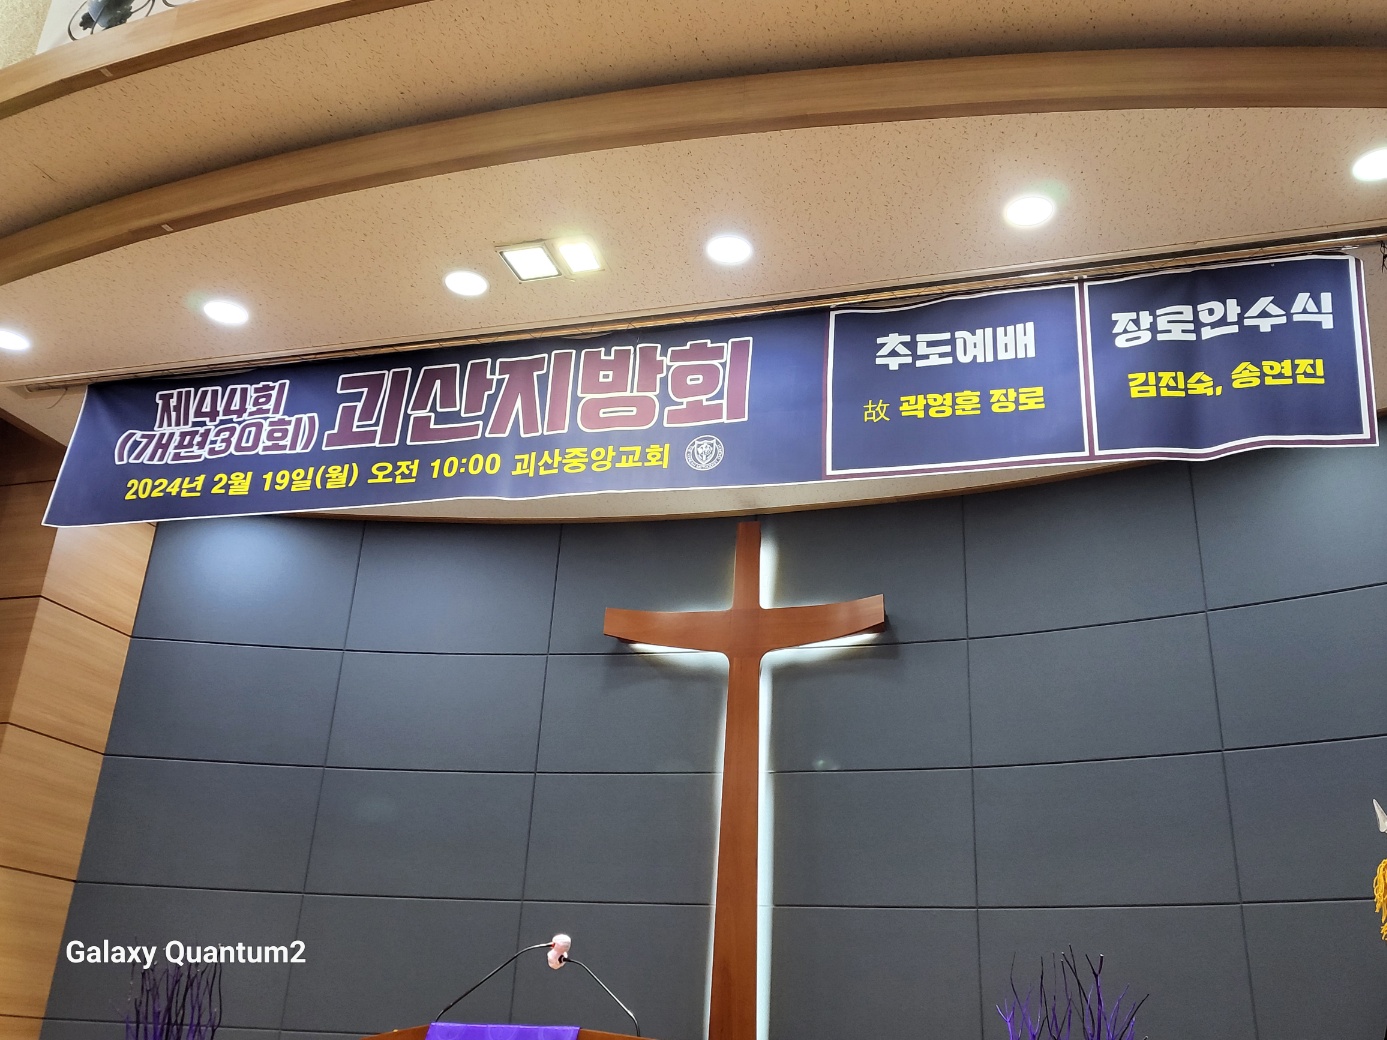 제44회
(개편30회)
괴산지방회
2024년 2월 19일(월) 오전 10:00 괴산중앙교회
추도예배
故 곽영훈 장로
장로안수식
김진숙, 송연진
Galaxy Quantum2